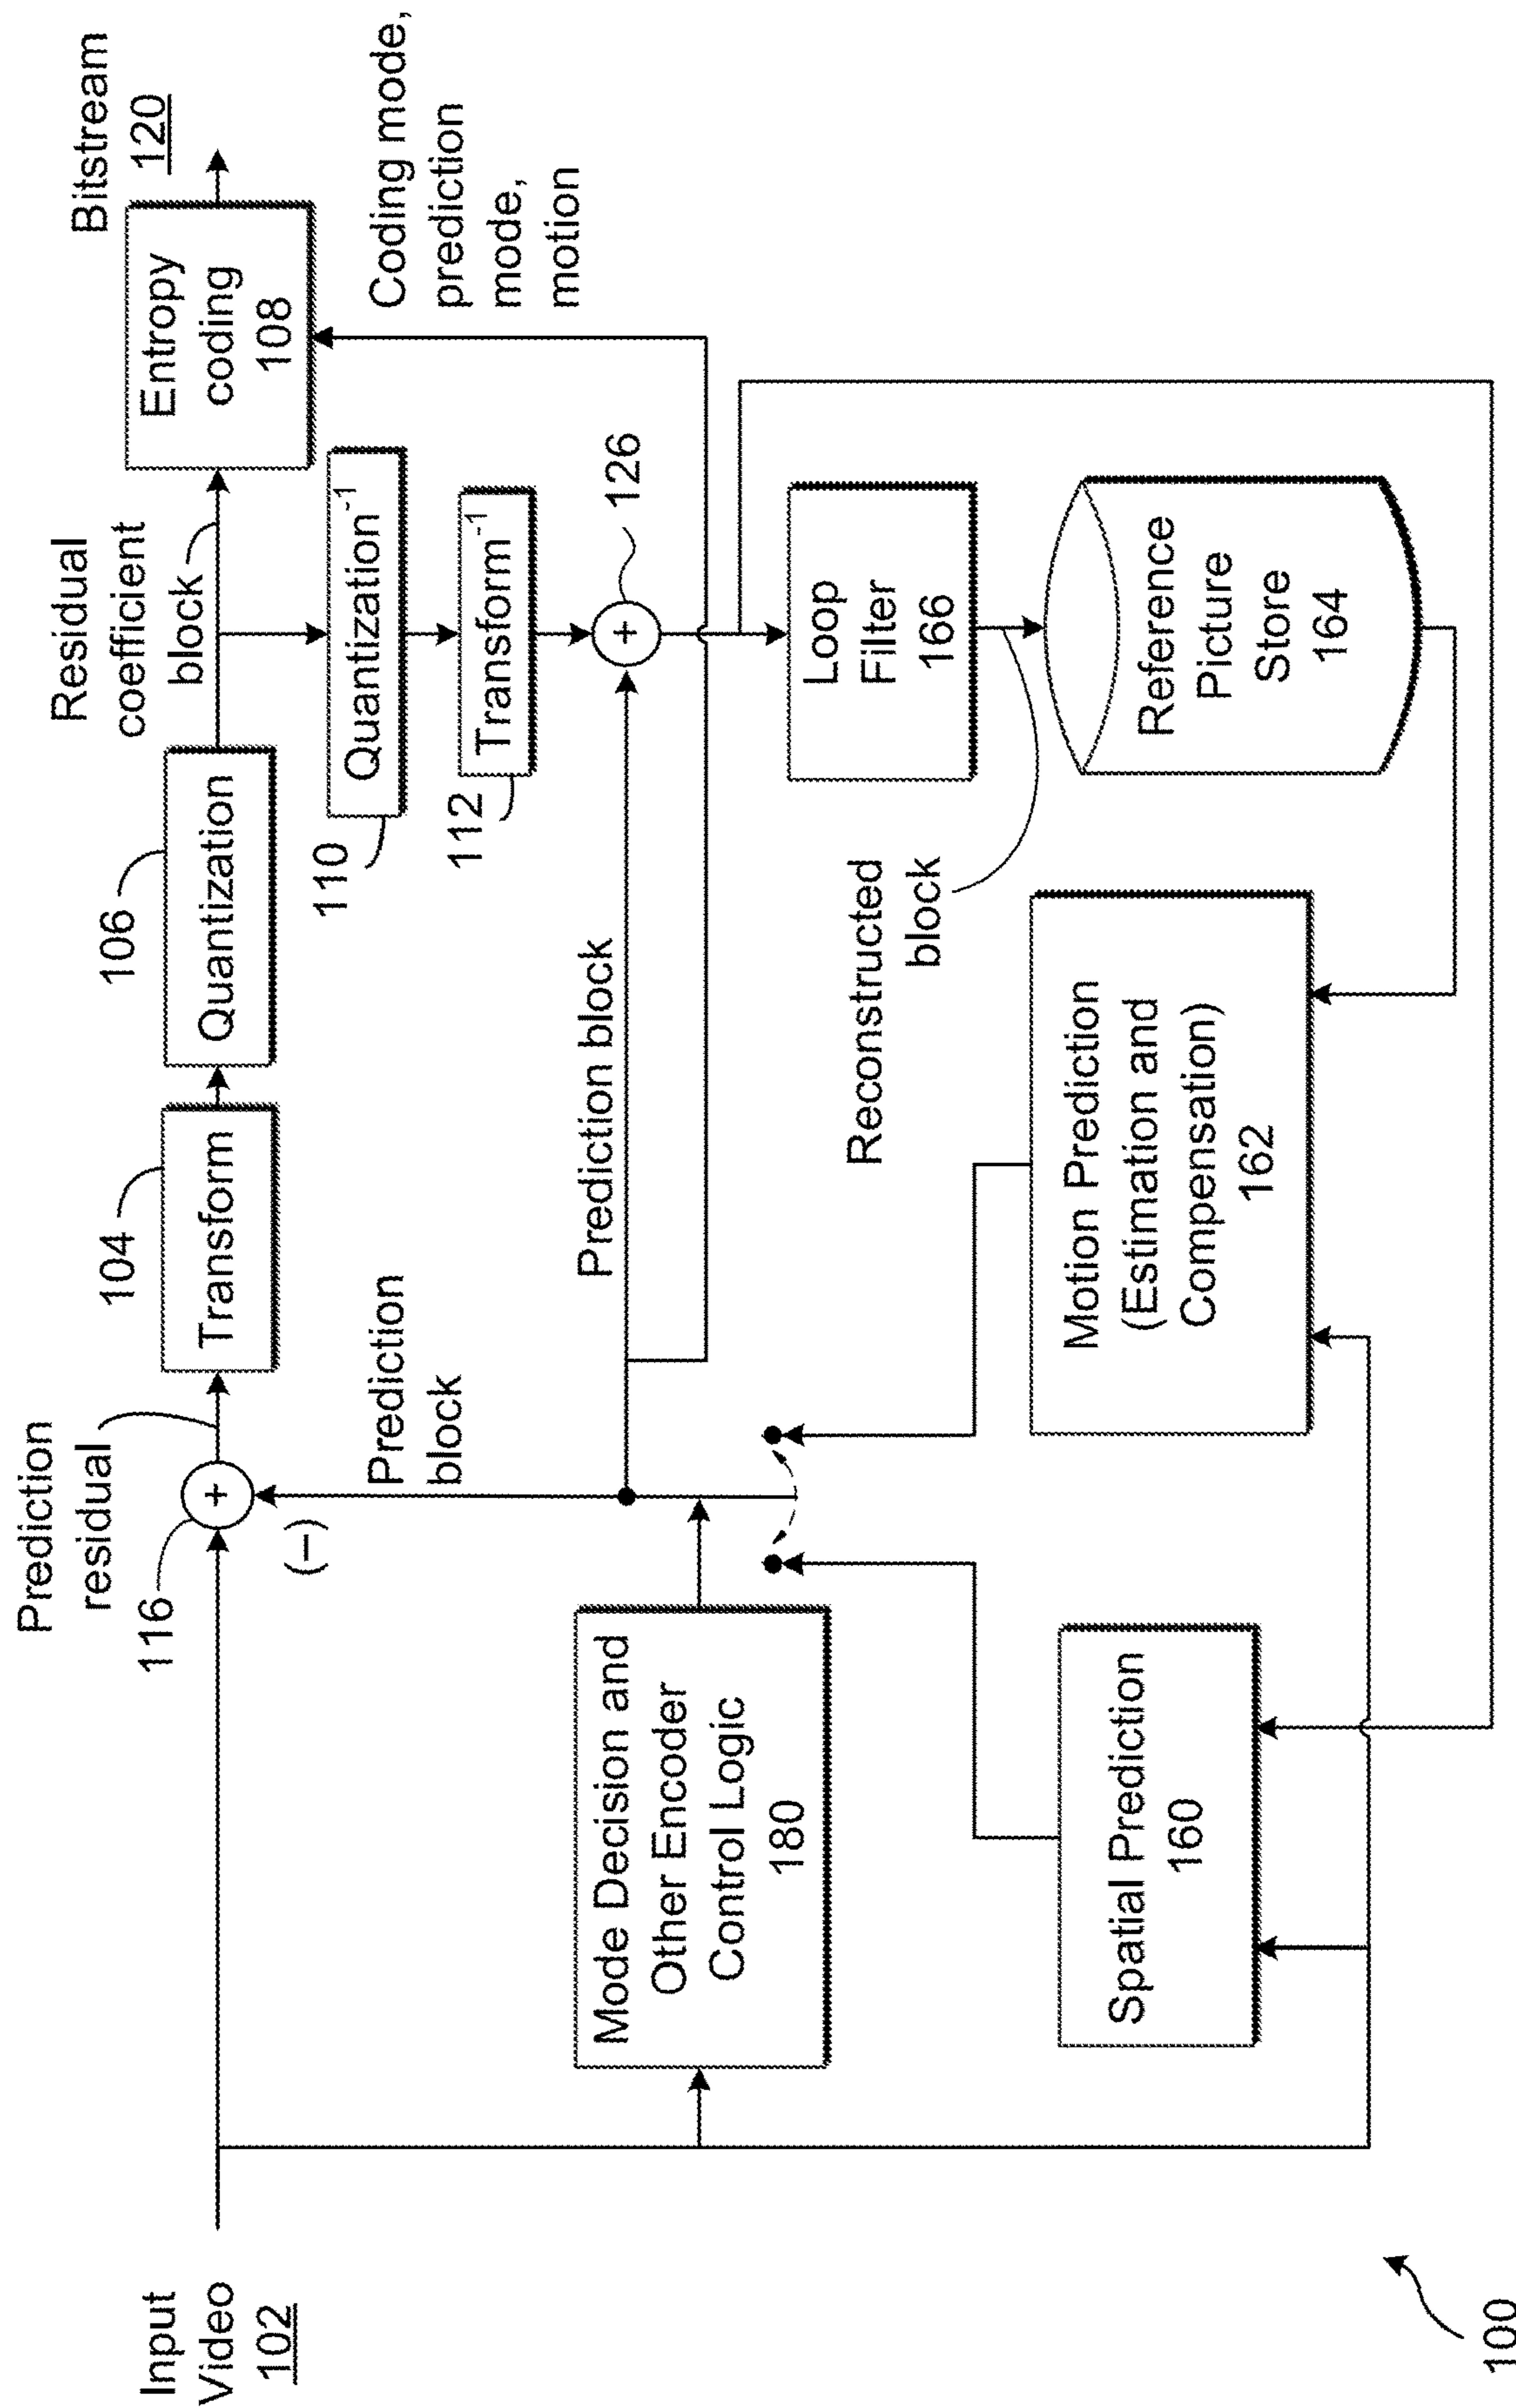 Input
Video
102
Prediction
residual
116
(–)
Transform
104
Quantization
106
Residual
coefficient
block
Entropy
coding
108
Bitstream
120
Coding mode,
prediction
mode,
motion
Quantization-1
110
Transform-1
112
126
Prediction
block
Prediction block
Mode Decision and
Other Encoder
Control Logic
180
Spatial Prediction
160
Motion Prediction
(Estimation and
Compensation)
162
Reconstructed
block
Loop
Filter
166
Reference
Picture
Store
164
100
+
+